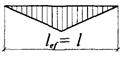 l_ef = l